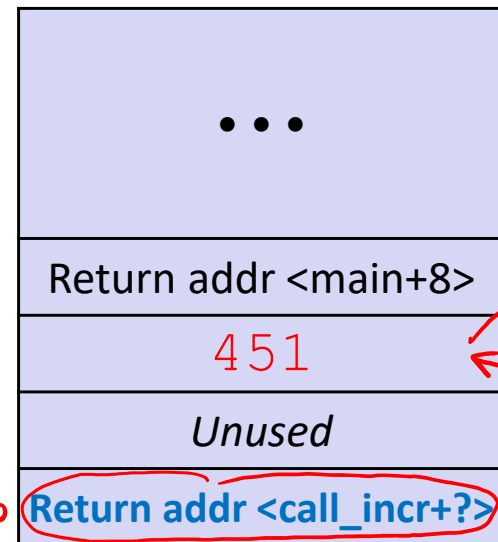 • • •
Return addr <main+8>
451
Unused
Return addr <call_incr+?>